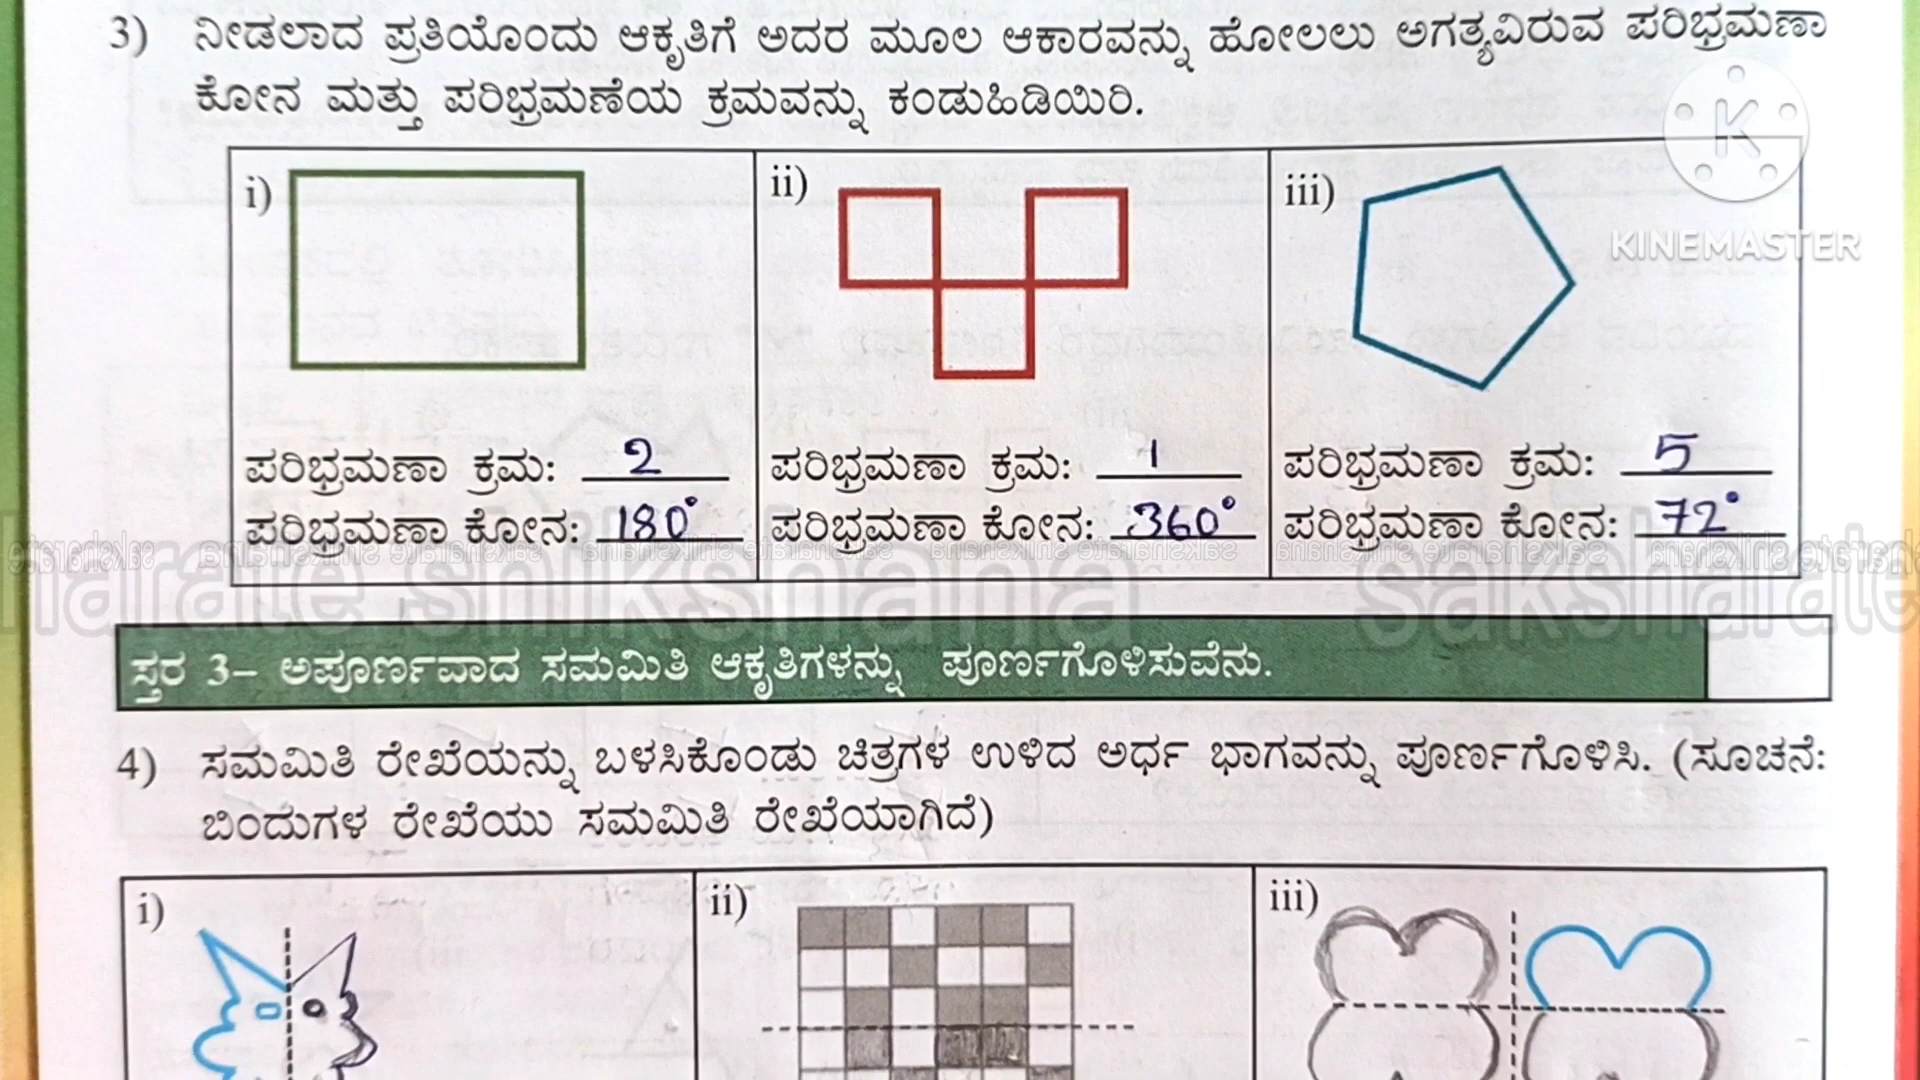 3) ನೀಡಲಾದ ಪ್ರತಿಯೊಂದು ಆಕೃತಿಗೆ ಅದರ ಮೂಲ ಆಕಾರವನ್ನು ಹೋಲಲು ಅಗತ್ಯವಿರುವ ಪರಿಭ್ರಮಣಾ
ಕೋನ ಮತ್ತು ಪರಿಭ್ರಮಣೆಯ ಕ್ರಮವನ್ನು ಕಂಡುಹಿಡಿಯಿರಿ.
K
KINEMASTER
i) ii) iii)
ಪರಿಭ್ರಮಣಾ ಕ್ರಮ: 2 ಪರಿಭ್ರಮಣಾ ಕ್ರಮ: 1 ಪರಿಭ್ರಮಣಾ ಕ್ರಮ: 5
ಪರಿಭ್ರಮಣಾ ಕೋನ: 180° ಪರಿಭ್ರಮಣಾ ಕೋನ: 360° ಪರಿಭ್ರಮಣಾ ಕೋನ: 72°
harate shikshana saksharate
ಸ್ತರ 3– ಅಪೂರ್ಣವಾದ ಸಮಮಿತಿ ಆಕೃತಿಗಳನ್ನು ಪೂರ್ಣಗೊಳಿಸುವೆನು.
4) ಸಮಮಿತಿ ರೇಖೆಯನ್ನು ಬಳಸಿಕೊಂಡು ಚಿತ್ರಗಳ ಉಳಿದ ಅರ್ಧ ಭಾಗವನ್ನು ಪೂರ್ಣಗೊಳಿಸಿ. (ಸೂಚನೆ:
ಬಿಂದುಗಳ ರೇಖೆಯು ಸಮಮಿತಿ ರೇಖೆಯಾಗಿದೆ)
i) ii) iii)